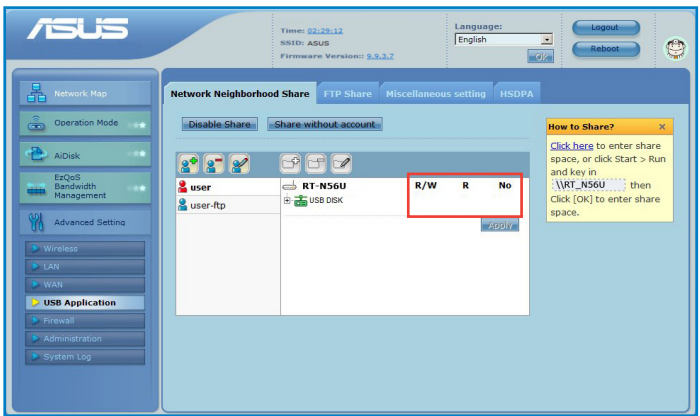 ASUS
Time: 02:29:12
SSID: ASUS
Firmware Version: 9.9.3.7
Language:
English
OK
Logout
Reboot
Network Map
Operation Mode
AiDisk
EzQoS
Bandwidth
Management
Advanced Setting
Wireless
LAN
WAN
USB Application
Firewall
Administration
System Log
Network Neighborhood Share
FTP Share
Miscellaneous setting
HSDPA
Disable Share
Share without account
user
user-ftp
RT-N56U
R/W R No
USB DISK
Apply
How to Share?
Click here to enter share
space, or click Start > Run
and key in
\\RT_N56U then
Click [OK] to enter share
space.